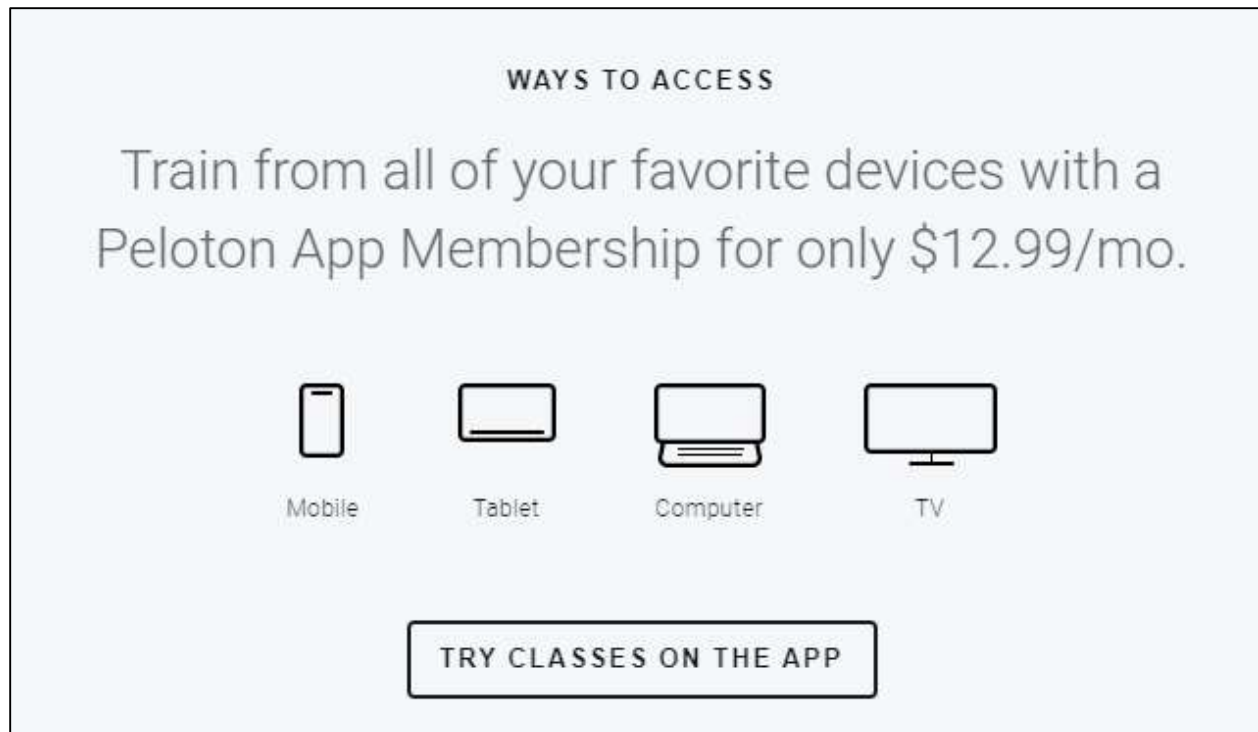 WAYS TO ACCESS
Train from all of your favorite devices with a
Peloton App Membership for only $12.99/mo.
Mobile Tablet Computer TV
TRY CLASSES ON THE APP